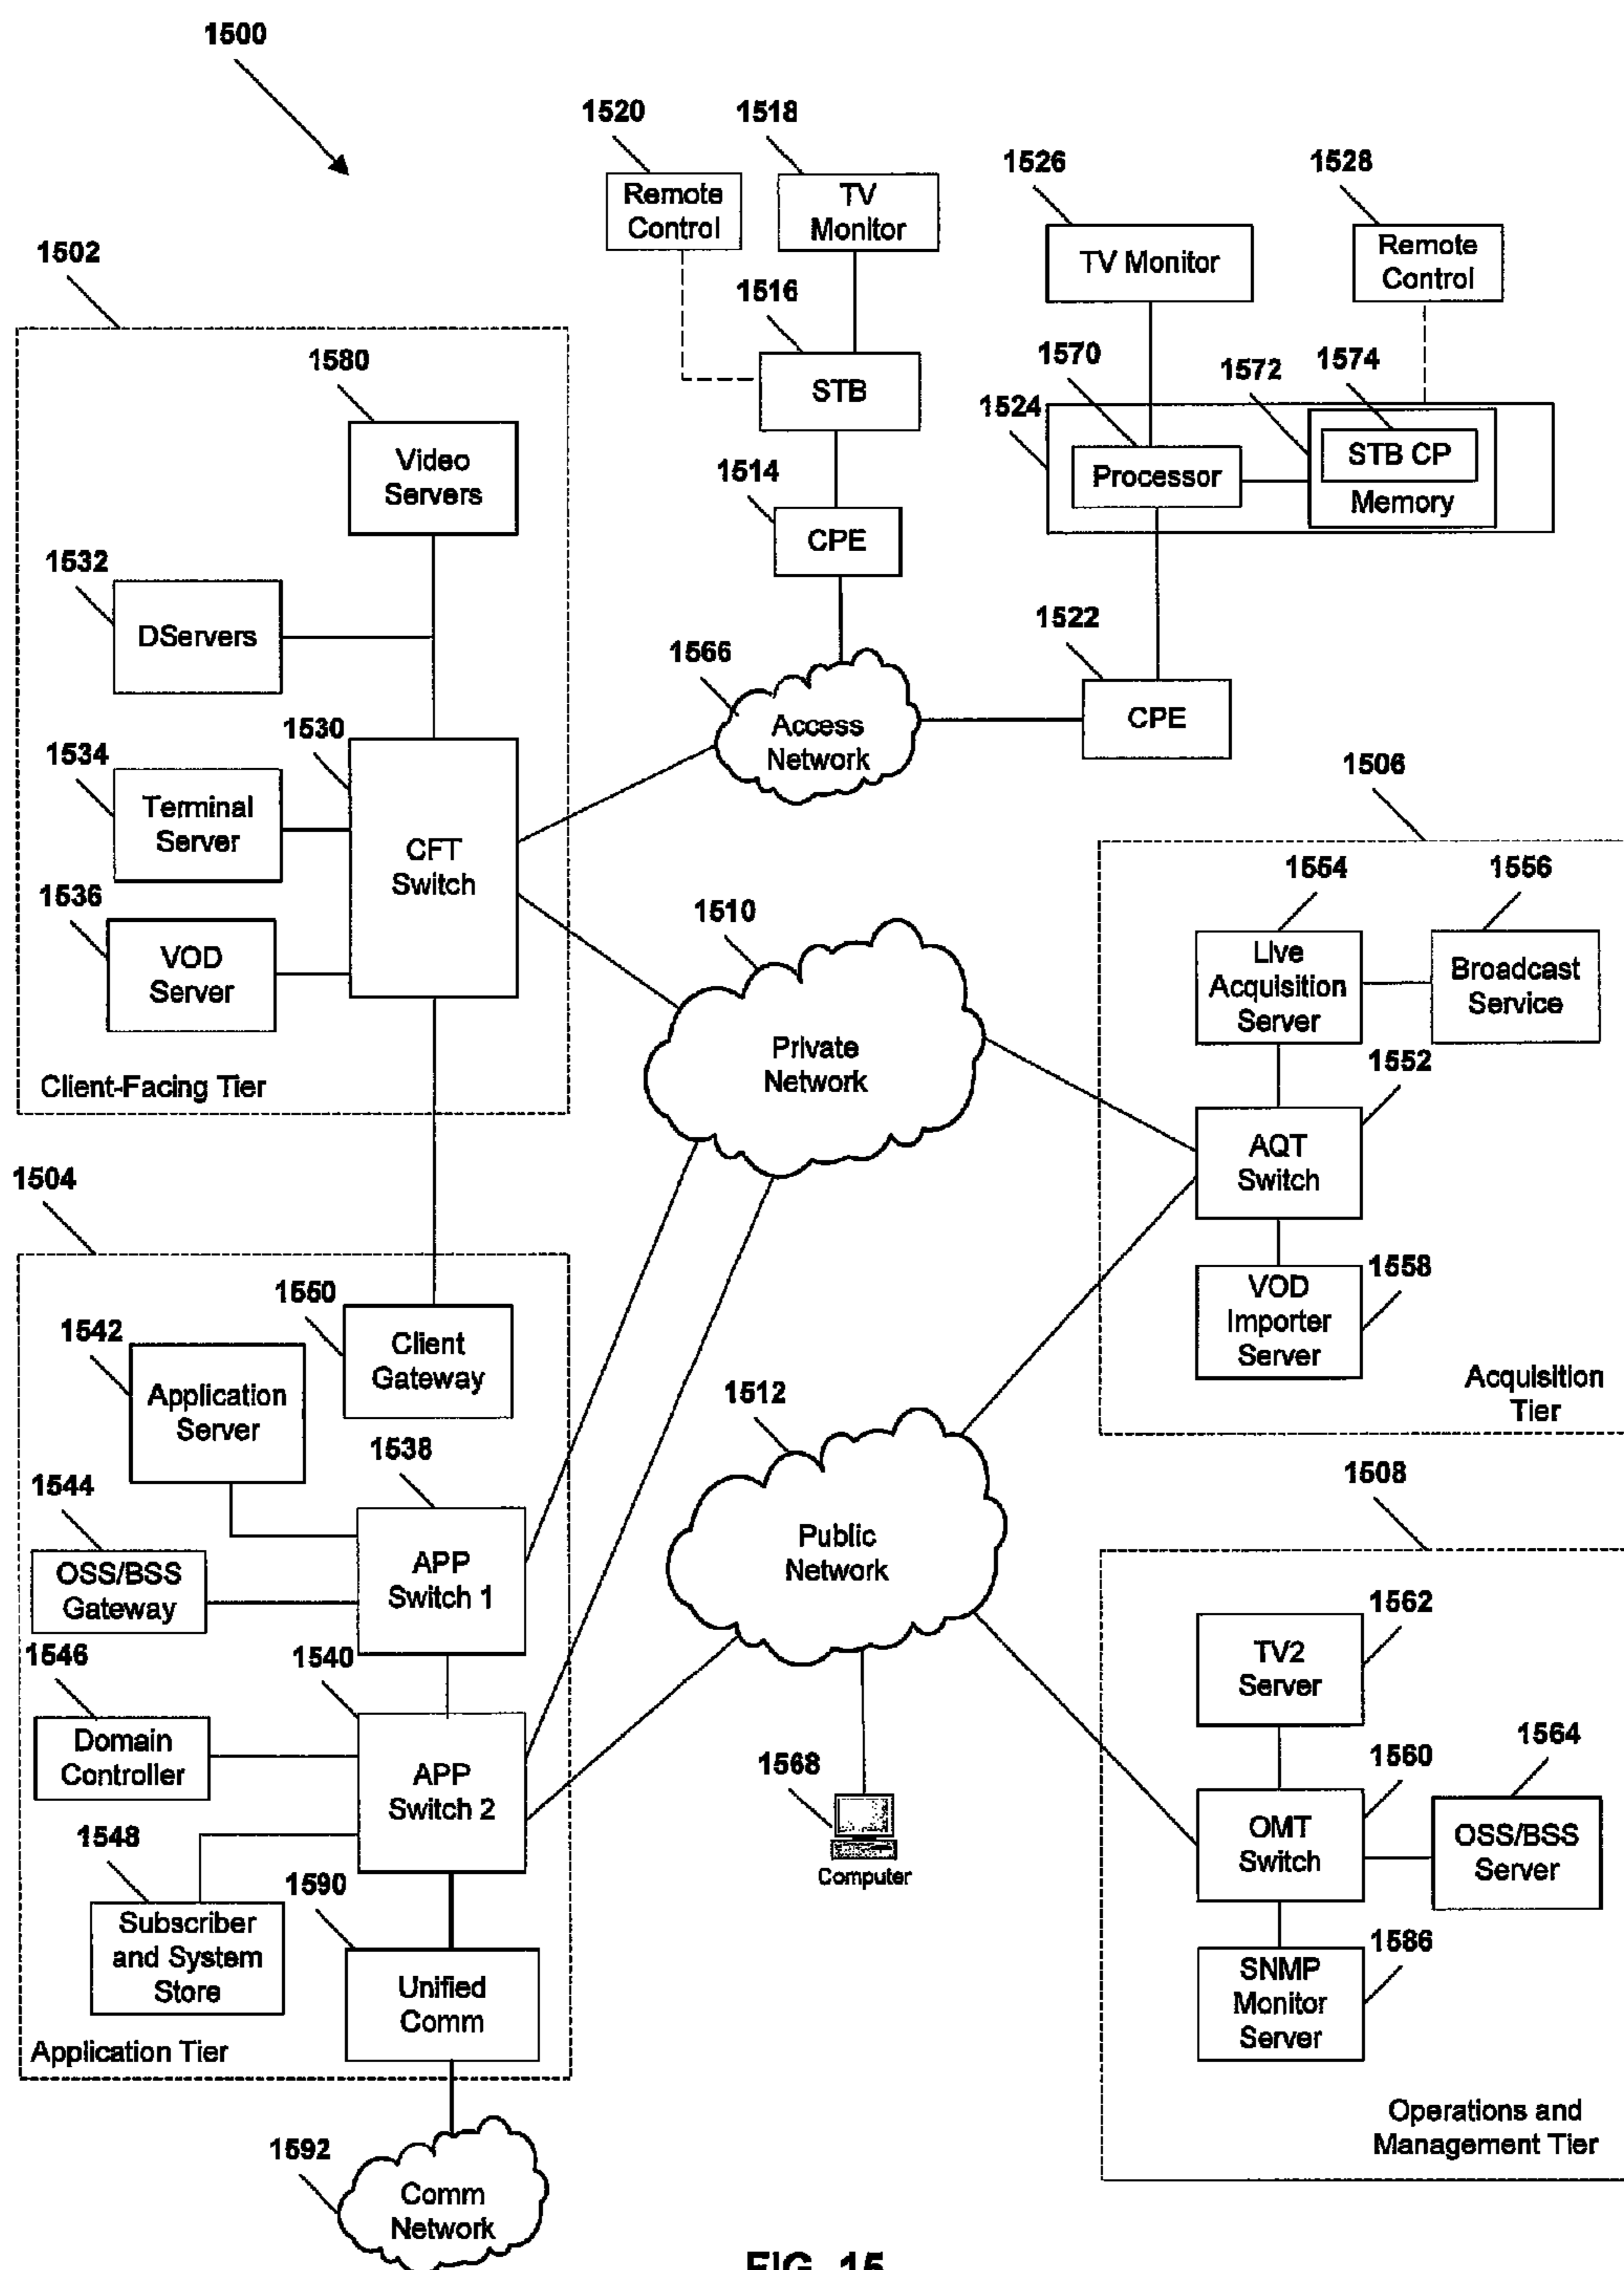 1500
1520
1518
Remote
Control
TV
Monitor
1526
1528
TV Monitor
Remote
Control
1502
1516
STB
1570
1572
1574
1524
Processor
STB CP
Memory
1580
Video
Servers
1514
CPE
1532
DServers
1566
Access
Network
1522
CPE
1534
Terminal
Server
1530
CFT
Switch
1536
VOD
Server
Client-Facing Tier
1510
Private
Network
1506
1554
1556
Live
Acquisition
Server
Broadcast
Service
1552
AQT
Switch
1558
VOD
Importer
Server
Acquisition
Tier
1504
1550
Client
Gateway
1542
Application
Server
1538
APP
Switch 1
1544
OSS/BSS
Gateway
1546
Domain
Controller
1540
APP
Switch 2
1548
Subscriber
and System
Store
1590
Unified
Comm
Application Tier
1592
Comm
Network
1512
Public
Network
1568
Computer
1508
1562
TV2
Server
1560
OMT
Switch
1564
OSS/BSS
Server
1586
SNMP
Monitor
Server
Operations and
Management Tier
FIG. 15